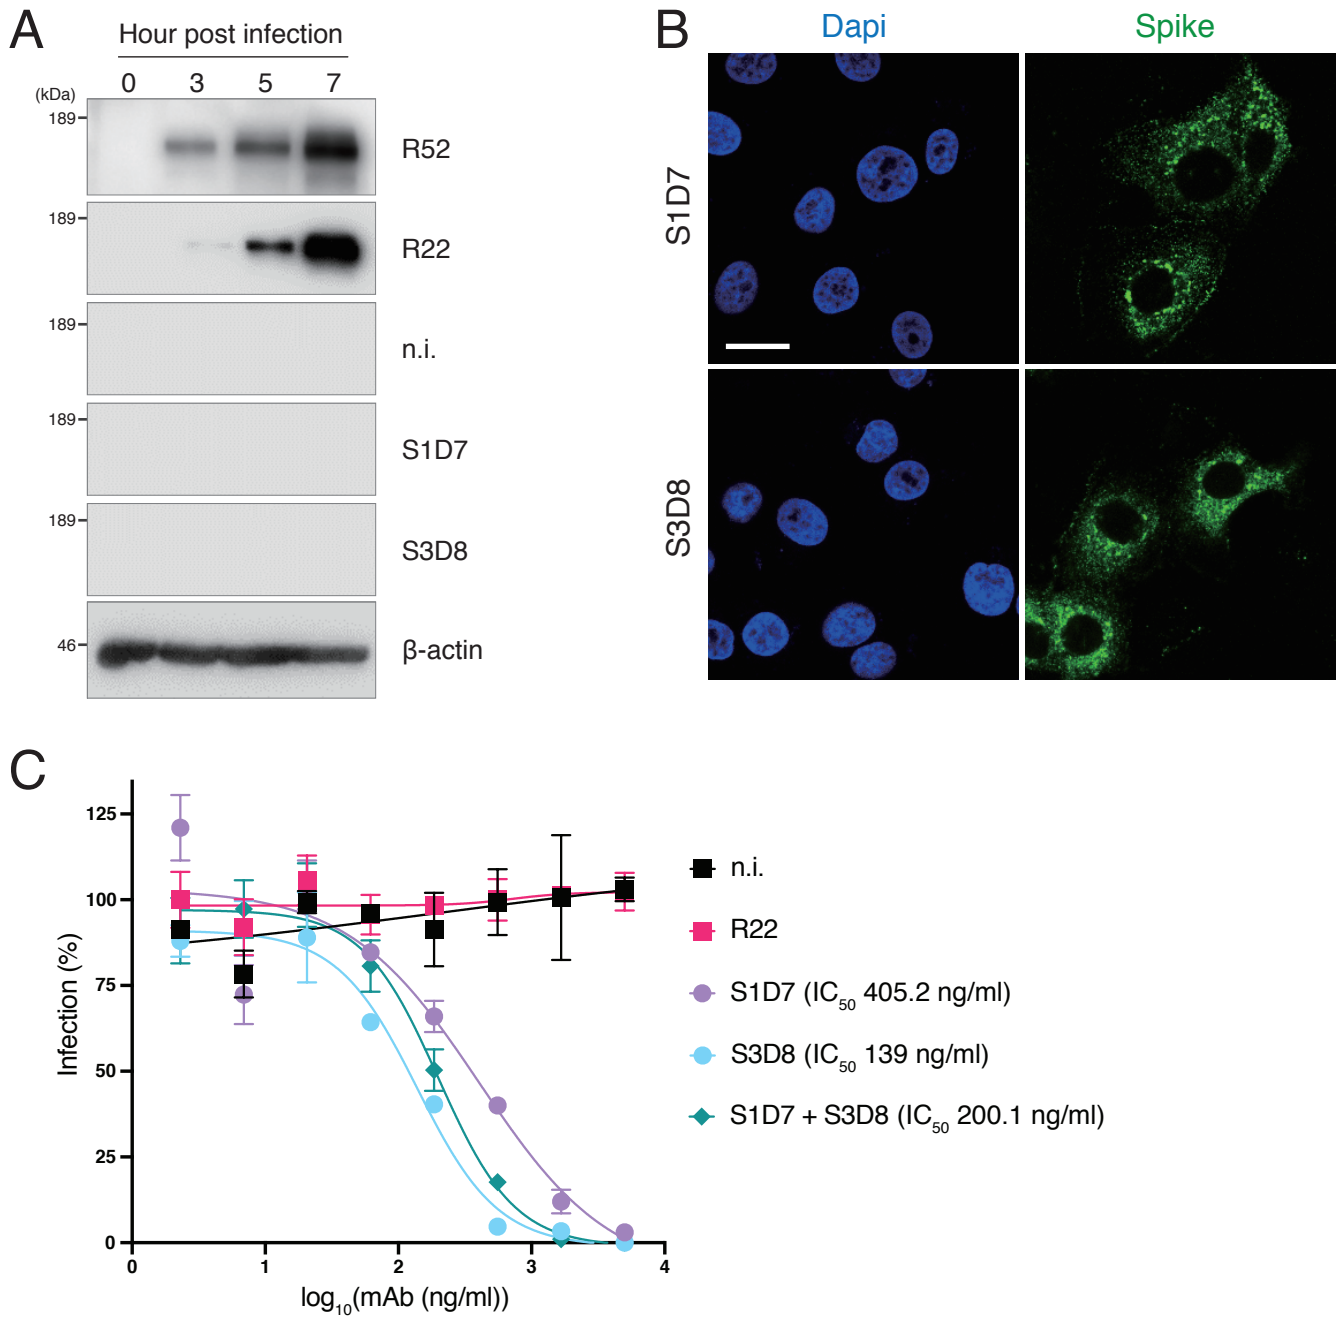 A
Hour post infection
0 3 5 7
(kDa)
189
R52
189
R22
189
n.i.
189
S1D7
189
S3D8
46
β-actin
B
Dapi
Spike
S1D7
S3D8
C
125
100
75
50
25
0
0 1 2 3 4
Infection (%)
log10(mAb (ng/ml))
n.i.
R22
S1D7 (IC50 405.2 ng/ml)
S3D8 (IC50 139 ng/ml)
S1D7 + S3D8 (IC50 200.1 ng/ml)